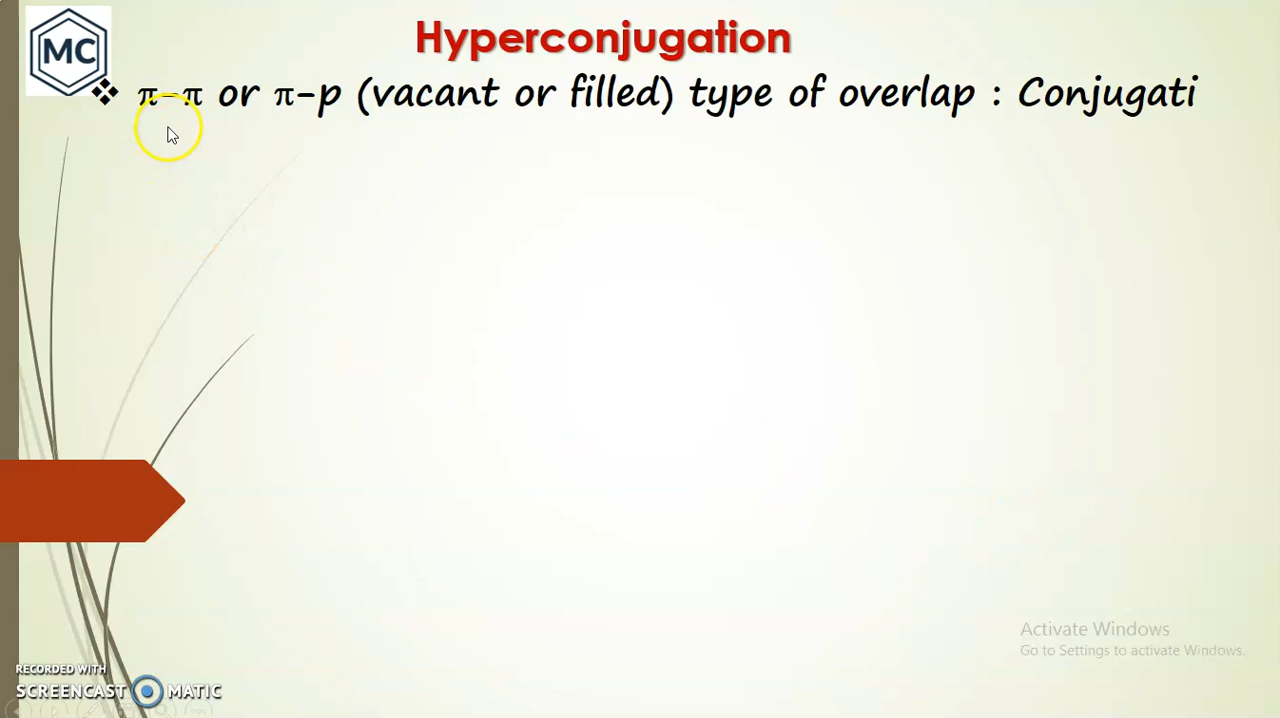 MC
Hyperconjugation
❖ π-π or π-p (vacant or filled) type of overlap : Conjugati
Activate Windows
Go to Settings to activate Windows.
RECORDED WITH
SCREENCAST MATIC